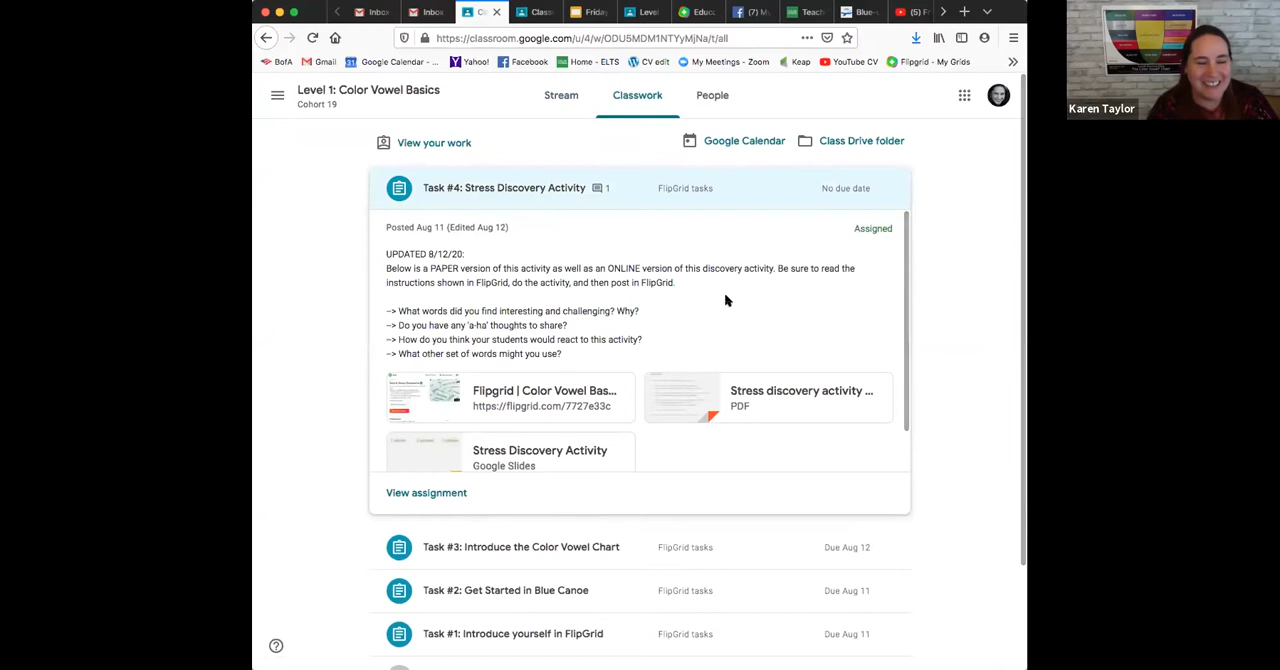 Inbox
Inbox
Class
Friday
Level
Educ
(7) M
Teach
Blue-
(5) F
https://classroom.google.com/u/4/w/ODU5MDM1NTYyMjNa/t/all
BofA
Gmail
Google Calendar - ...
Yahoo!
Facebook
Home - ELTS
CV edit
My Meetings - Zoom
Keap
YouTube CV
Flipgrid - My Grids
Karen Taylor
Level 1: Color Vowel Basics
Cohort 19
Stream
Classwork
People
View your work
Google Calendar
Class Drive folder
Task #4: Stress Discovery Activity 1 FlipGrid tasks No due date
Posted Aug 11 (Edited Aug 12) Assigned
UPDATED 8/12/20:
Below is a PAPER version of this activity as well as an ONLINE version of this discovery activity. Be sure to read the
instructions shown in FlipGrid, do the activity, and then post in FlipGrid.
–> What words did you find interesting and challenging? Why?
–> Do you have any 'a-ha' thoughts to share?
–> How do you think your students would react to this activity?
–> What other set of words might you use?
Flipgrid | Color Vowel Bas...
https://flipgrid.com/7727e33c
Stress discovery activity ...
PDF
Stress Discovery Activity
Google Slides
View assignment
Task #3: Introduce the Color Vowel Chart FlipGrid tasks Due Aug 12
Task #2: Get Started in Blue Canoe FlipGrid tasks Due Aug 11
Task #1: Introduce yourself in FlipGrid FlipGrid tasks Due Aug 11